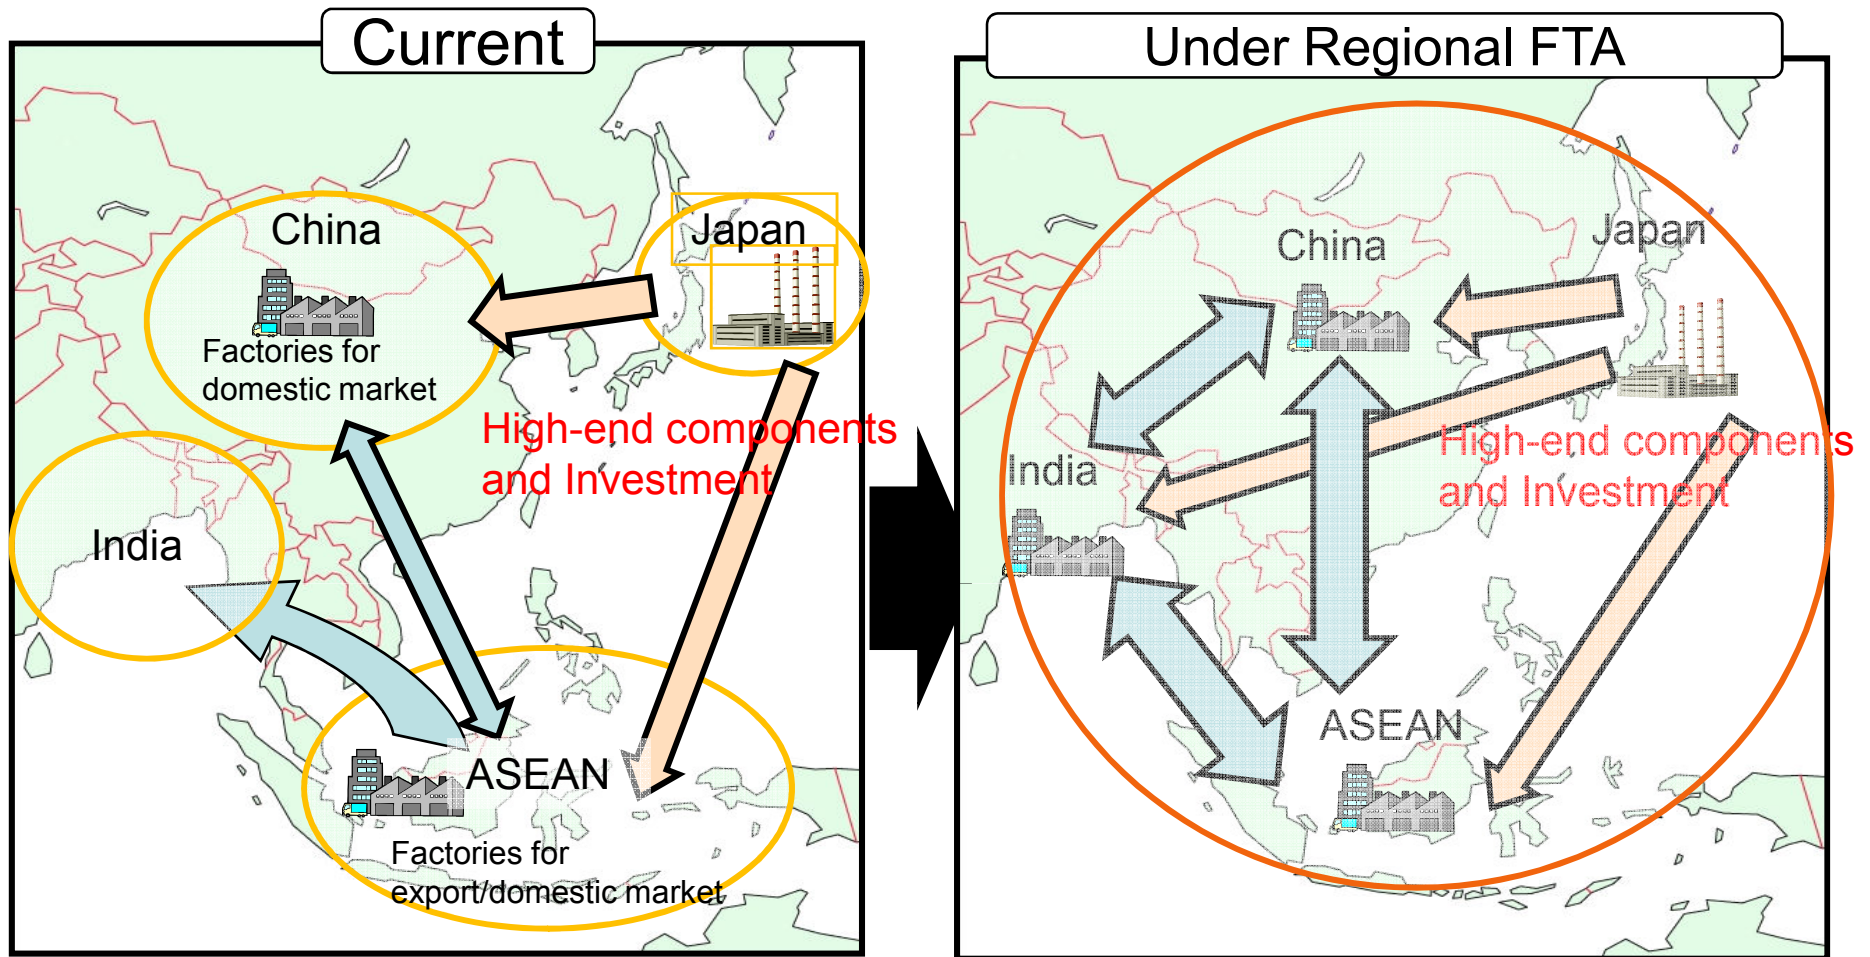 Current
China
Japan
Factories for
domestic market
High-end components
and Investment
India
ASEAN
Factories for
export/domestic market
Under Regional FTA
Japan
China
High-end components
India
and Investment
ASEAN